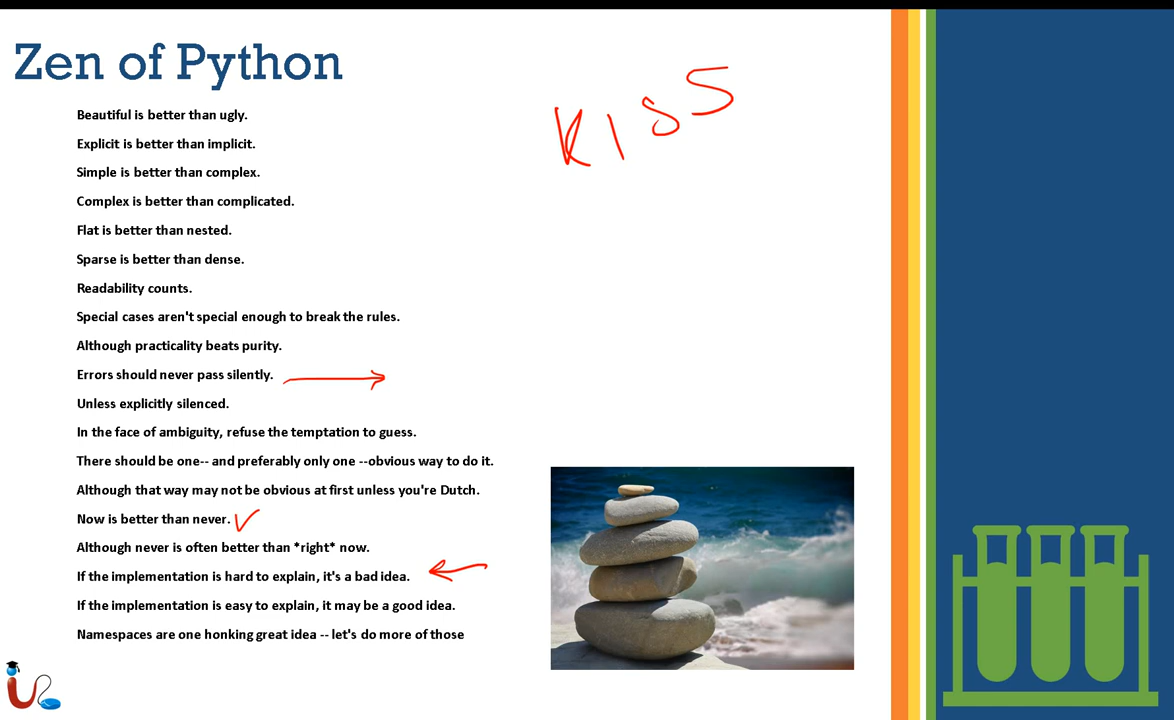 Zen of Python
KISS
Beautiful is better than ugly.
Explicit is better than implicit.
Simple is better than complex.
Complex is better than complicated.
Flat is better than nested.
Sparse is better than dense.
Readability counts.
Special cases aren't special enough to break the rules.
Although practicality beats purity.
Errors should never pass silently.
Unless explicitly silenced.
In the face of ambiguity, refuse the temptation to guess.
There should be one-- and preferably only one --obvious way to do it.
Although that way may not be obvious at first unless you're Dutch.
Now is better than never.
Although never is often better than *right* now.
If the implementation is hard to explain, it's a bad idea.
If the implementation is easy to explain, it may be a good idea.
Namespaces are one honking great idea -- let's do more of those